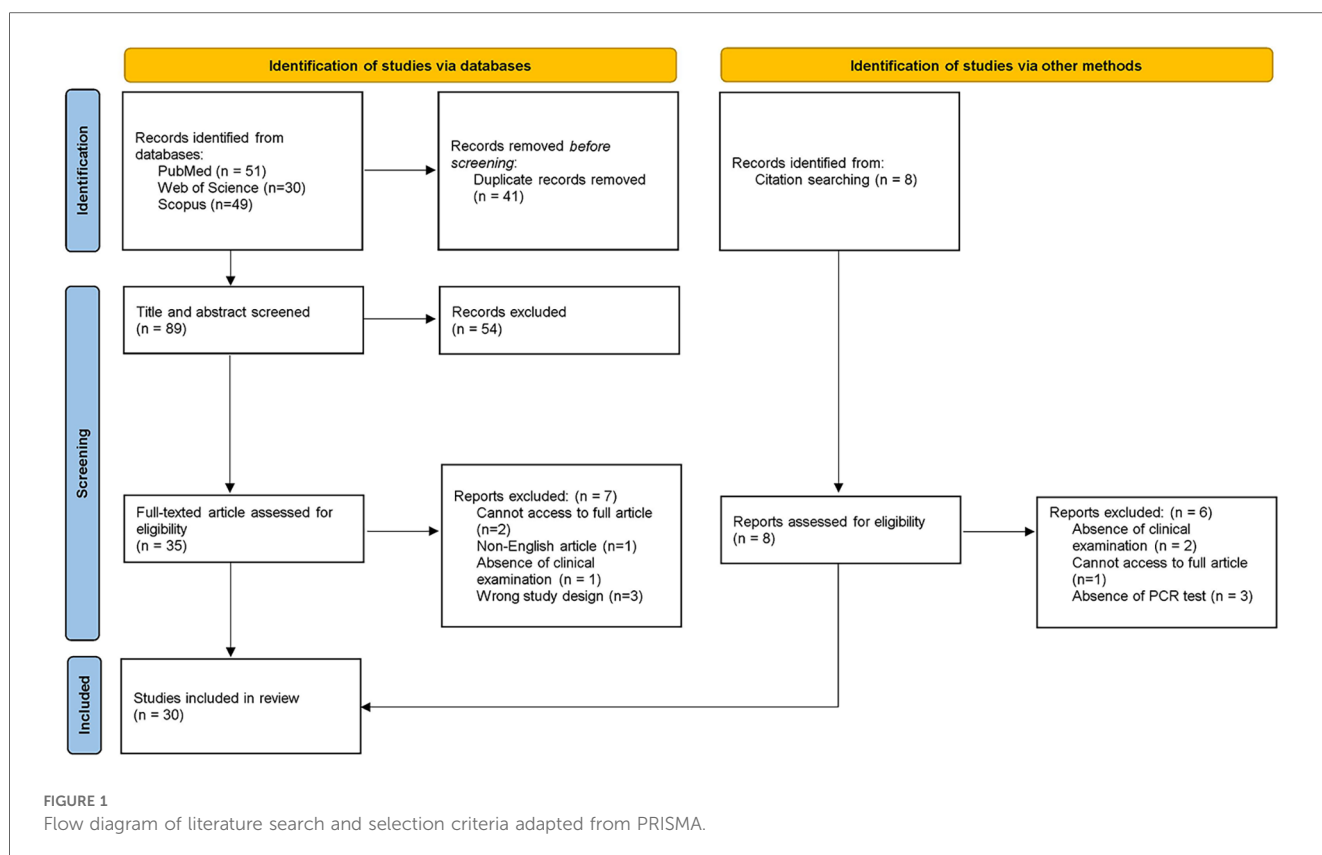 Identification of studies via databases
Identification of studies via other methods
Identification
Records identified from
databases:
PubMed (n = 51)
Web of Science (n=30)
Scopus (n=49)
Records removed before
screening:
Duplicate records removed
(n = 41)
Records identified from:
Citation searching (n = 8)
Screening
Title and abstract screened
(n = 89)
Records excluded
(n = 54)
Full-texted article assessed for
eligibility
(n = 35)
Reports excluded: (n = 7)
Cannot access to full article
(n=2)
Non-English article (n=1)
Absence of clinical
examination (n = 1)
Wrong study design (n=3)
Reports assessed for eligibility
(n = 8)
Reports excluded: (n = 6)
Absence of clinical
examination (n = 2)
Cannot access to full article
(n=1)
Absence of PCR test (n = 3)
Included
Studies included in review
(n = 30)
FIGURE 1
Flow diagram of literature search and selection criteria adapted from PRISMA.